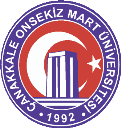 ÇANAKKALE ONSEKİZ MART ÜNİVERSİTESİ
• 1992 •